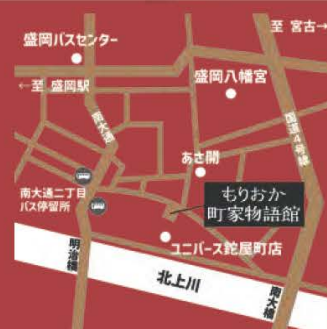 至 宮古→
盛岡バスセンター
盛岡八幡宮
←至 盛岡駅
南大通
国道4号線
あさ開
南大通二丁目
バス停留所
もりおか
町家物語館
ユニバース鉈屋町店
明治橋
北上川
南大橋